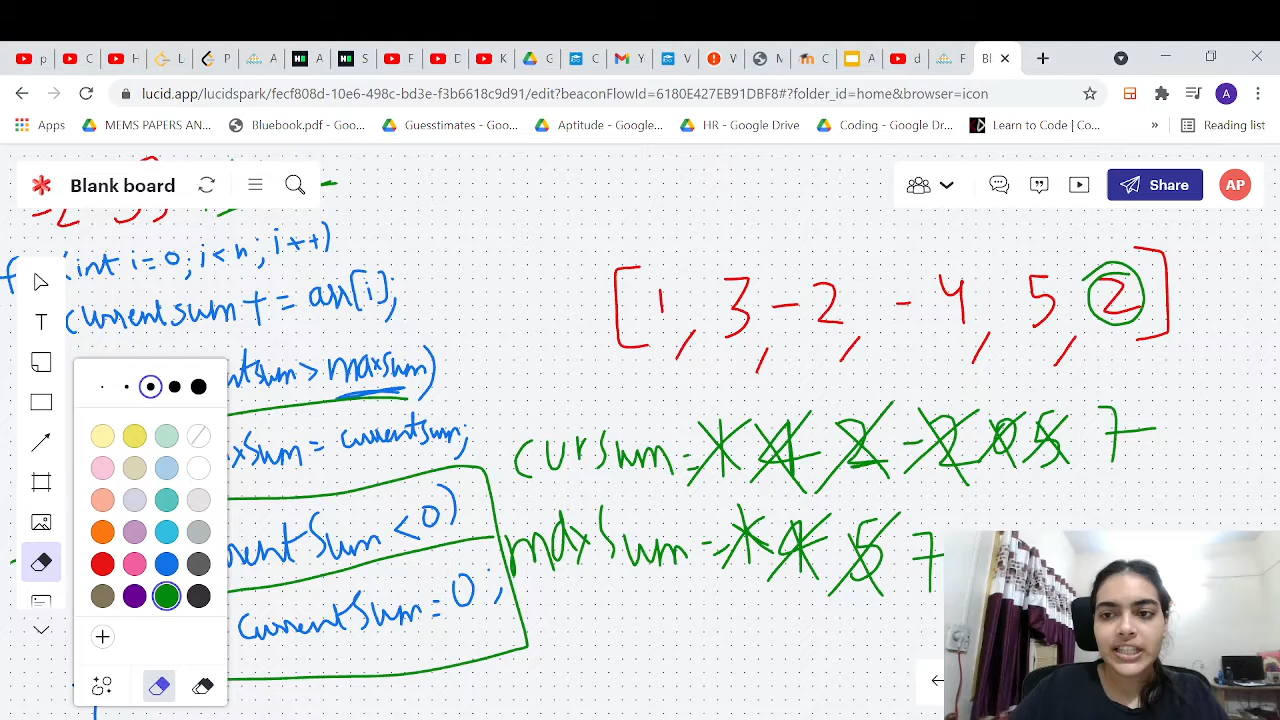 p C H L P A A S F D K G C Y V W M C A d F Bl
lucid.app/lucidspark/fecf808d-10e6-498c-bd3e-f3b6618c9d91/edit?beaconFlowId=6180E427EB91DBF8#?folder_id=home&browser=icon A
Apps MEMS PAPERS AN... Bluebook.pdf - Goo... Guesstimates - Goo... Aptitude - Google... HR - Google Drive Coding - Google Dr... Learn to Code | Co... » Reading list
Blank board Share AP
(int i=0; i<n; i++)
currentsum += arr[i];
[1, 3, -2, -4, 5, 2]
> maxsum)
= currentsum;
cursum = 1 4 2 -2 0 5 7
Sum <0)
maxSum = 1 4 5 7
currentSum = 0;
T